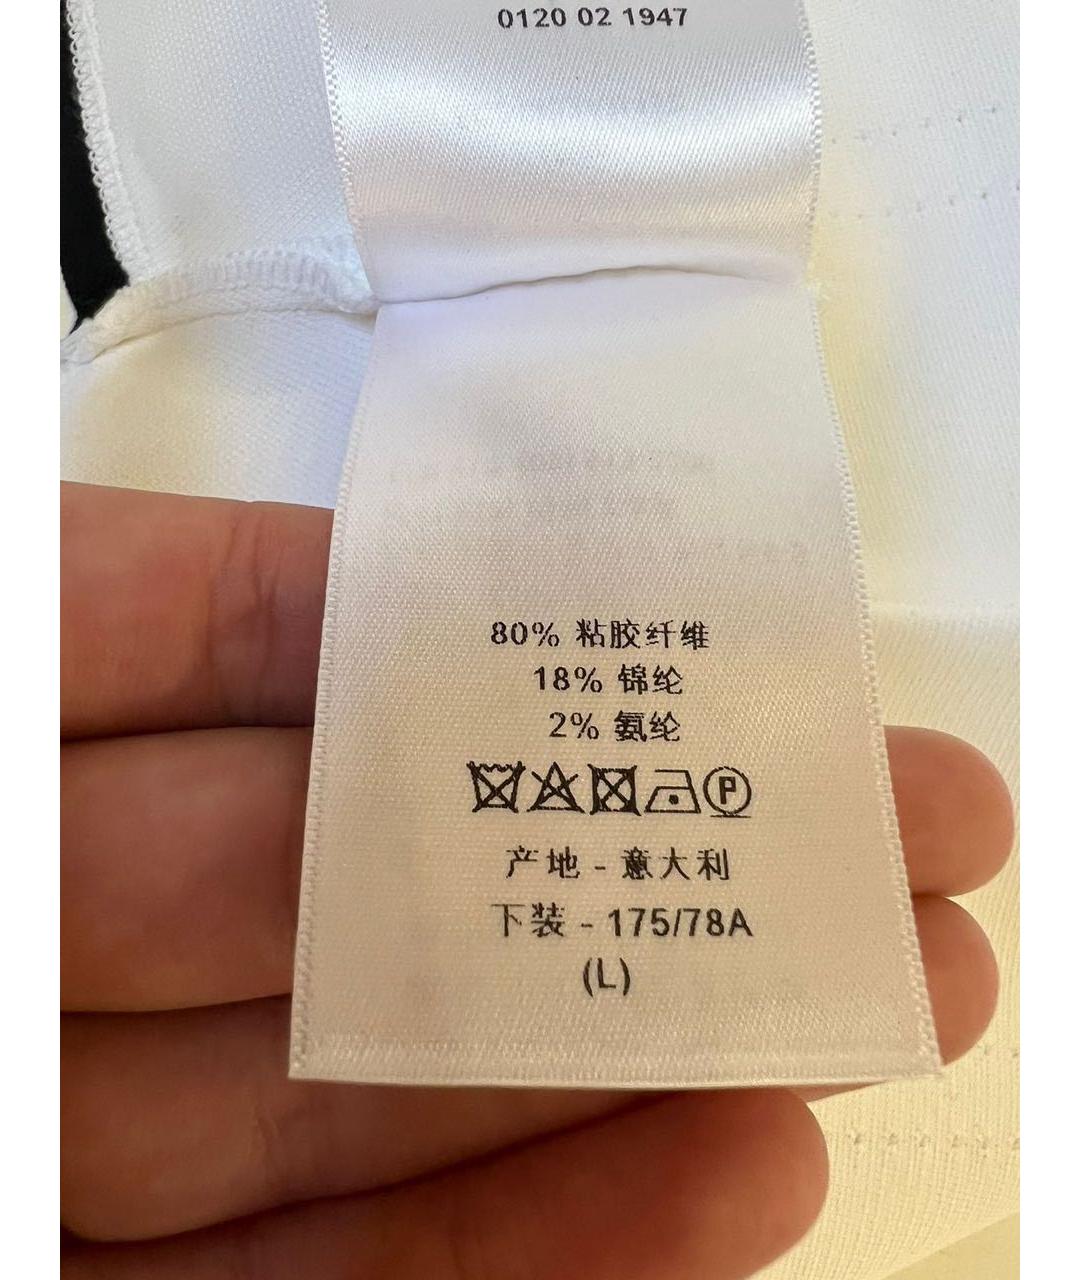 0120 02 1947
80% 粘胶纤维
18% 锦纶
2% 氨纶
P
产地 - 意大利
下装 - 175/78A
(L)